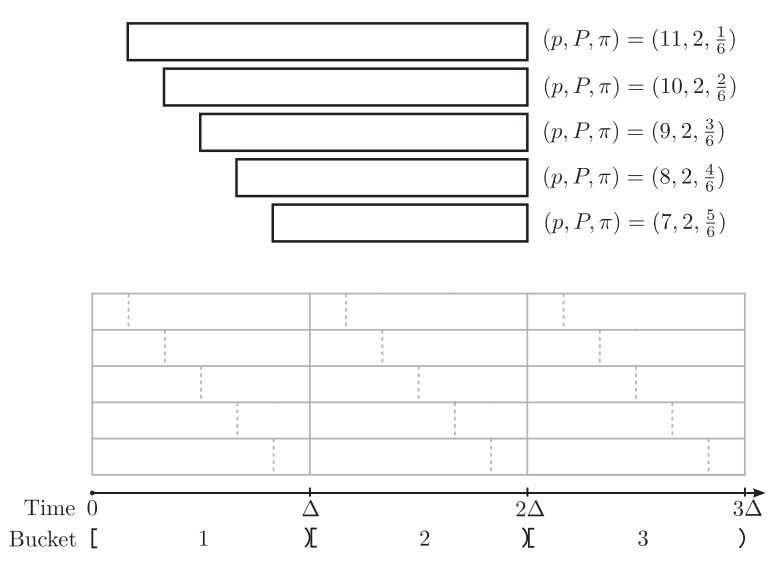 (p, P, π) = (11, 2, 1/6)
(p, P, π) = (10, 2, 2/6)
(p, P, π) = (9, 2, 3/6)
(p, P, π) = (8, 2, 4/6)
(p, P, π) = (7, 2, 5/6)
Time 0 Δ 2Δ 3Δ
Bucket [ 1 )[ 2 )[ 3 )